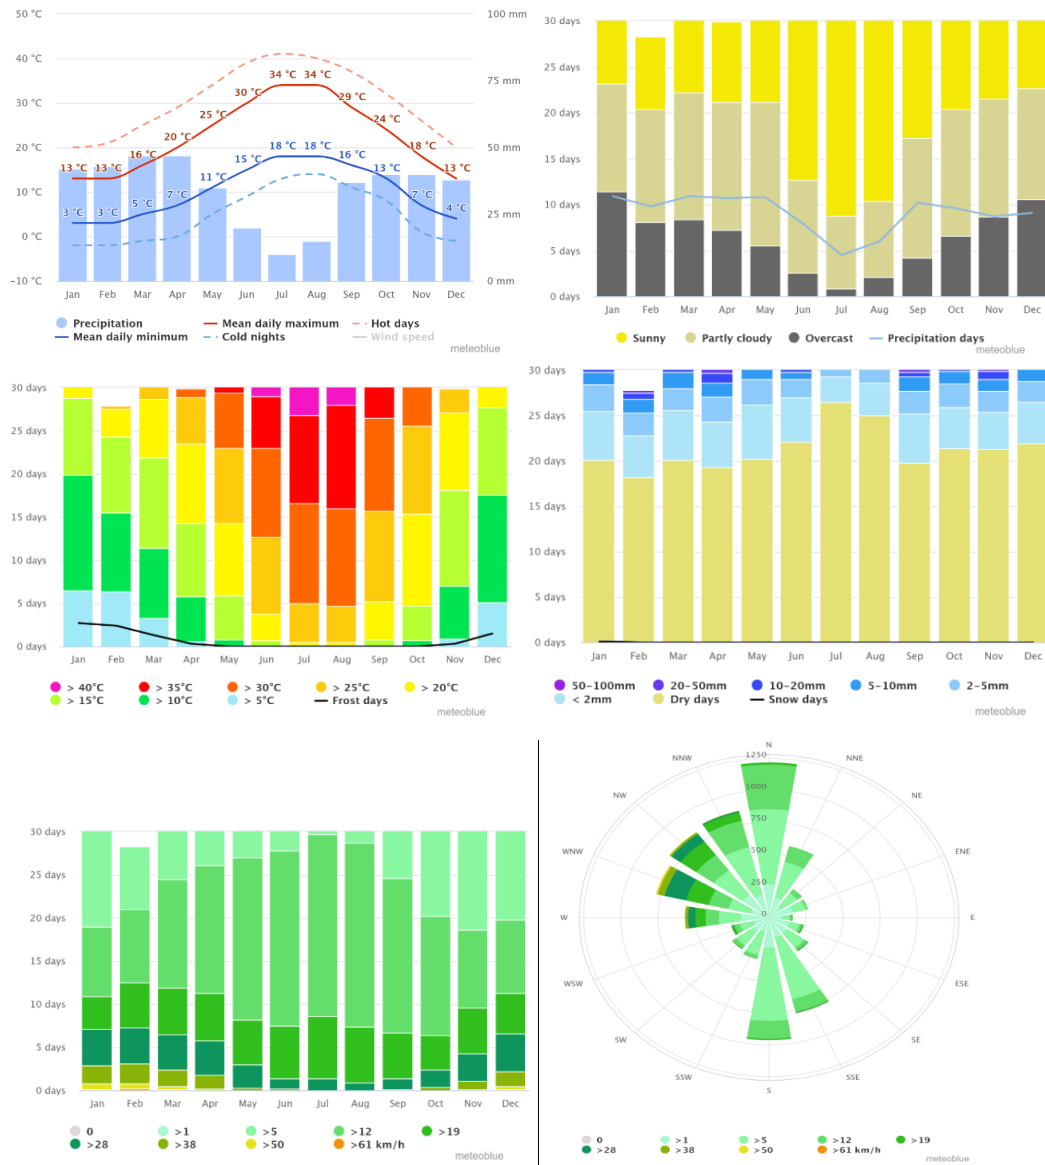 50 °C
40 °C
30 °C
20 °C
10 °C
0 °C
−10 °C
100 mm
75 mm
50 mm
25 mm
0 mm
13 °C 13 °C 16 °C 20 °C 25 °C 30 °C 34 °C 34 °C 29 °C 24 °C 18 °C 13 °C
3 °C 3 °C 5 °C 7 °C 11 °C 15 °C 18 °C 18 °C 16 °C 13 °C 7 °C 4 °C
Jan Feb Mar Apr May Jun Jul Aug Sep Oct Nov Dec
Precipitation Mean daily maximum Hot days
Mean daily minimum Cold nights Wind speed
meteoblue
30 days
25 days
20 days
15 days
10 days
5 days
0 days
Jan Feb Mar Apr May Jun Jul Aug Sep Oct Nov Dec
Sunny Partly cloudy Overcast Precipitation days
meteoblue
30 days
25 days
20 days
15 days
10 days
5 days
0 days
Jan Feb Mar Apr May Jun Jul Aug Sep Oct Nov Dec
> 40°C > 35°C > 30°C > 25°C > 20°C
> 15°C > 10°C > 5°C Frost days
meteoblue
30 days
25 days
20 days
15 days
10 days
5 days
0 days
Jan Feb Mar Apr May Jun Jul Aug Sep Oct Nov Dec
50−100mm 20−50mm 10−20mm 5−10mm 2−5mm
< 2mm Dry days Snow days
meteoblue
30 days
25 days
20 days
15 days
10 days
5 days
0 days
Jan Feb Mar Apr May Jun Jul Aug Sep Oct Nov Dec
0 >1 >5 >12 >19
>28 >38 >50 >61 km/h
meteoblue
N
NNE
NE
ENE
E
ESE
SE
SSE
S
SSW
SW
WSW
W
WNW
NW
NNW
1250
1000
750
500
250
0
0 >1 >5 >12 >19
>28 >38 >50 >61 km/h
meteoblue